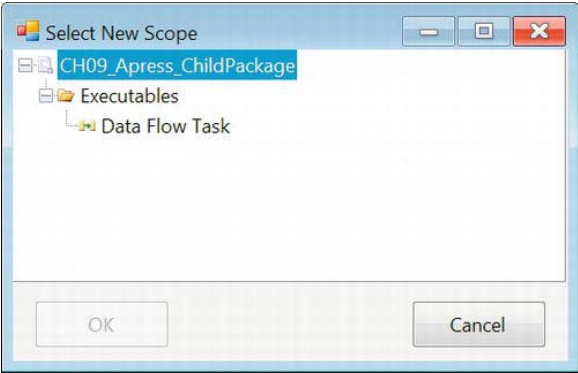 Select New Scope
CH09_Apress_ChildPackage
Executables
Data Flow Task
OK
Cancel